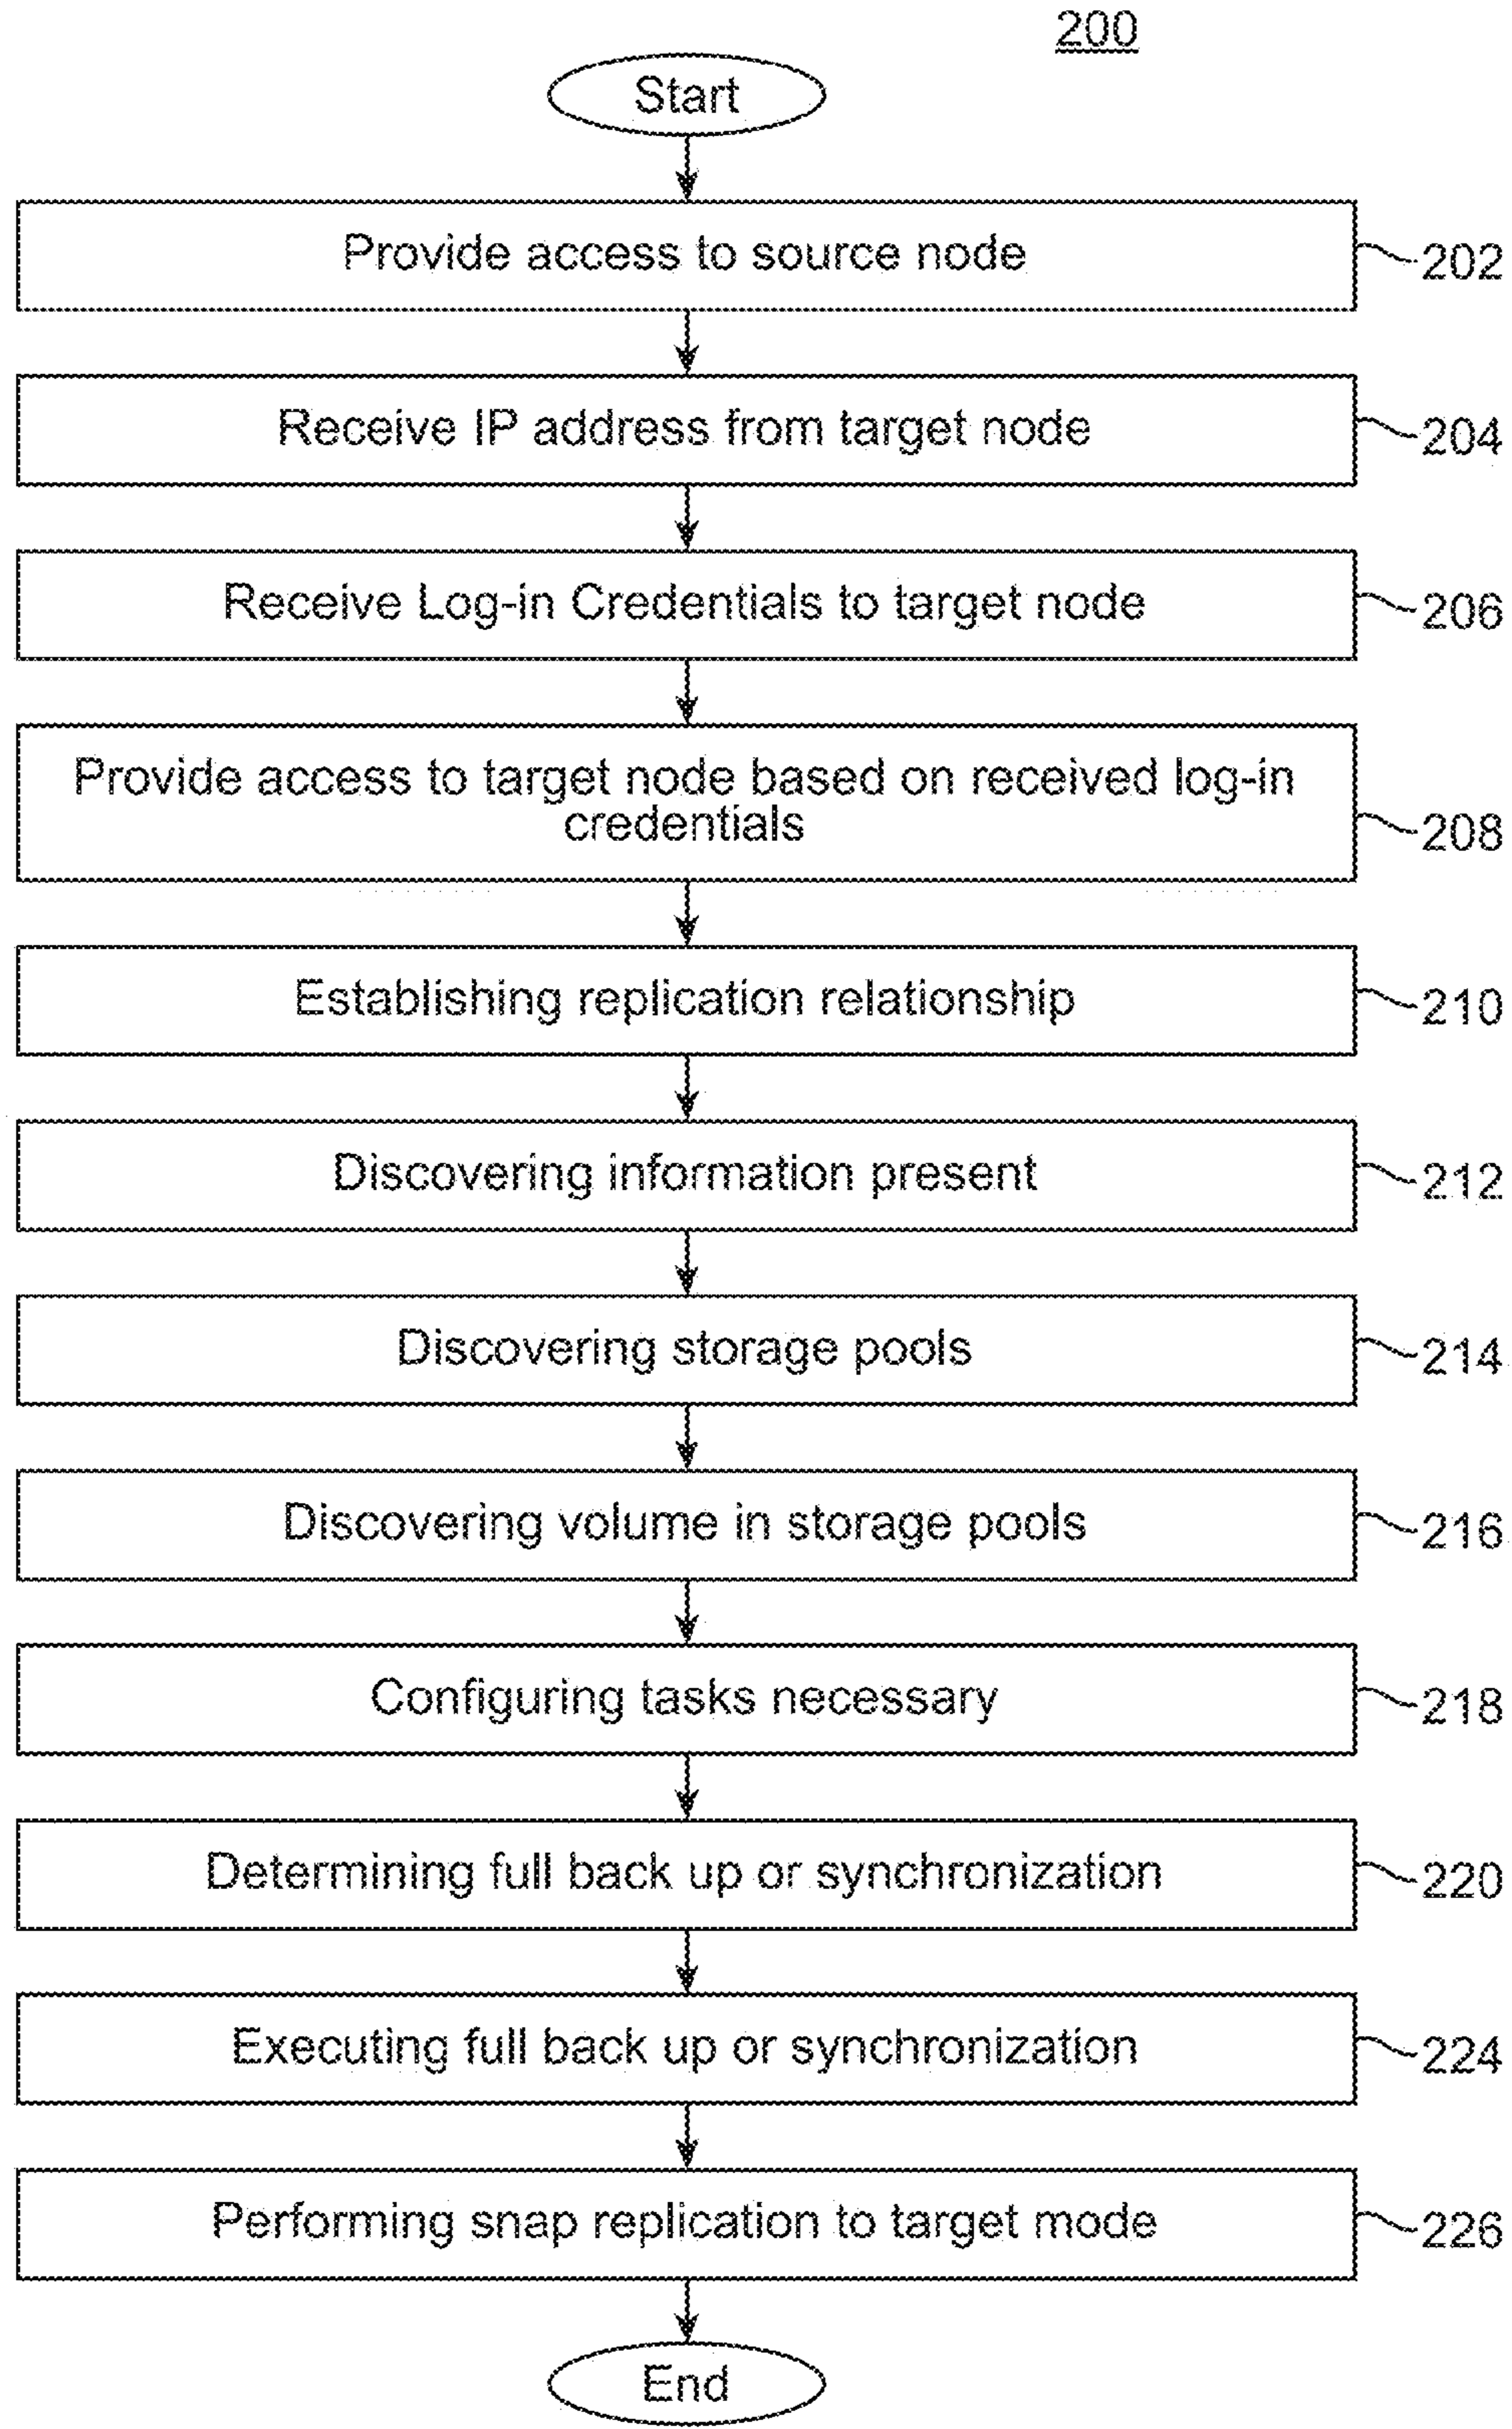 200
Start
Provide access to source node
202
Receive IP address from target node
204
Receive Log-in Credentials to target node
206
Provide access to target node based on received log-in
credentials
208
Establishing replication relationship
210
Discovering information present
212
Discovering storage pools
214
Discovering volume in storage pools
216
Configuring tasks necessary
218
Determining full back up or synchronization
220
Executing full back up or synchronization
224
Performing snap replication to target mode
226
End